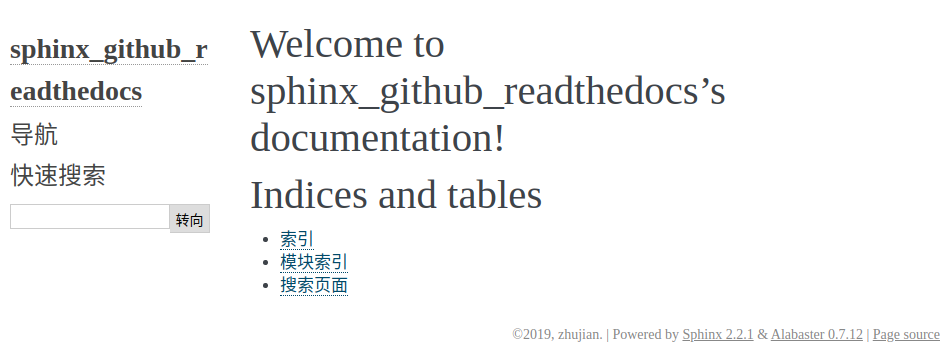 sphinx_github_r
eadthedocs
导航
快速搜索
转向
Welcome to
sphinx_github_readthedocs’s
documentation!
Indices and tables
索引
模块索引
搜索页面
©2019, zhujian. | Powered by Sphinx 2.2.1 & Alabaster 0.7.12 | Page source